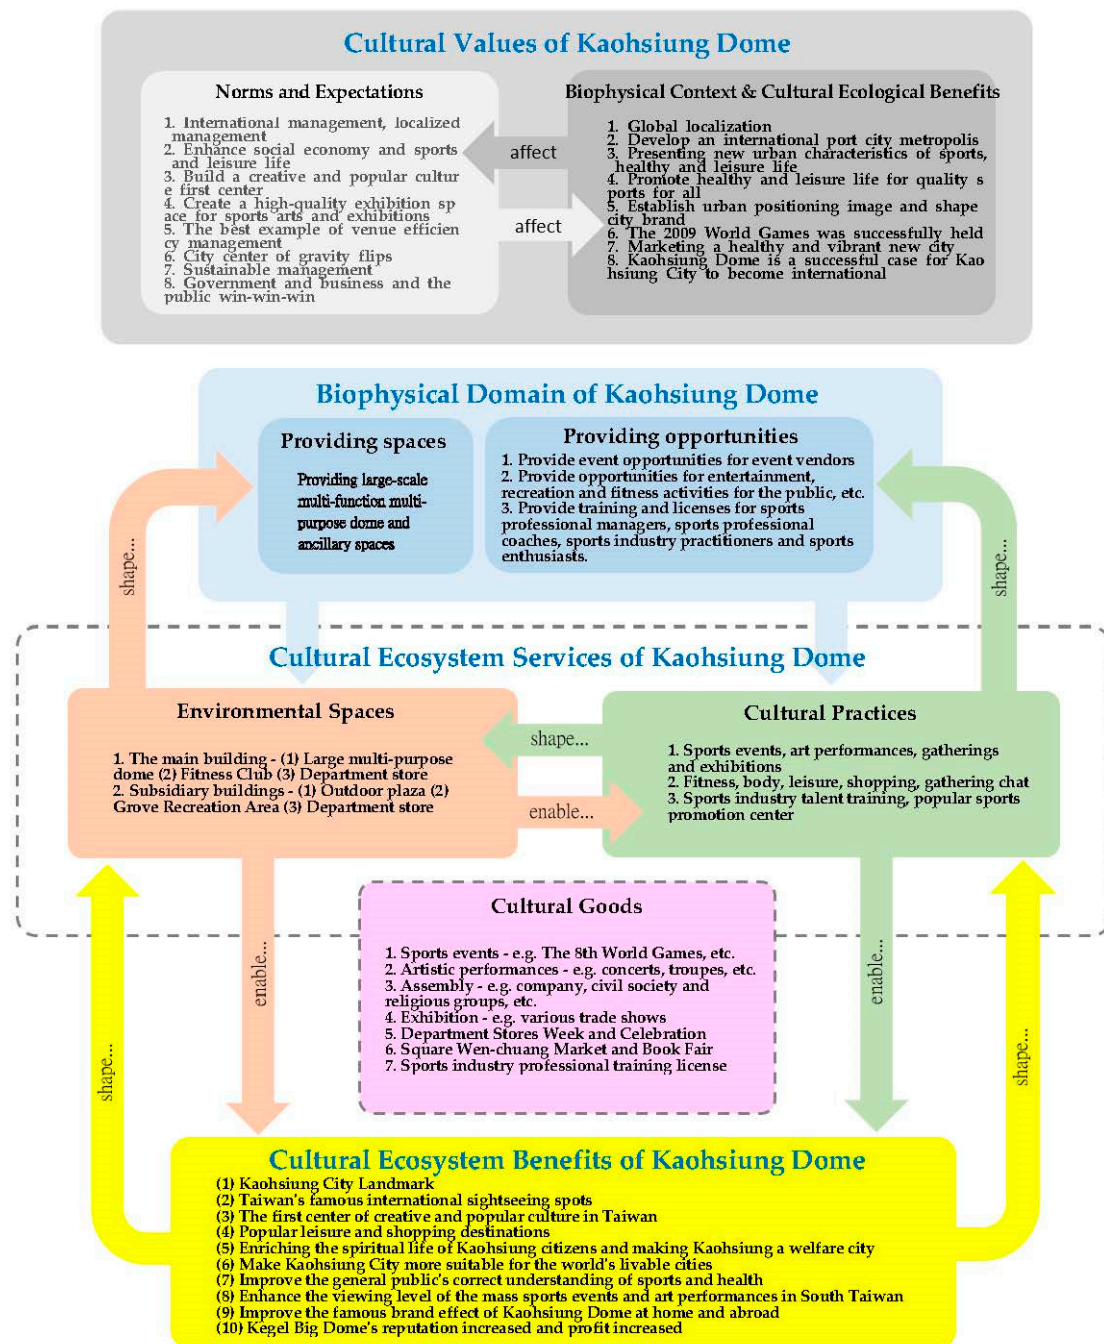 Cultural Values of Kaohsiung Dome
Norms and Expectations
1. International management, localized
management
2. Enhance social economy and sports
and leisure life
3. Build a creative and popular cultur
e first center
4. Create a high-quality exhibition sp
ace for sports arts and exhibitions
5. The best example of venue efficien
cy management
6. City center of gravity flips
7. Sustainable management
8. Government and business and the
public win-win-win
affect
affect
Biophysical Context & Cultural Ecological Benefits
1. Global localization
2. Develop an international port city metropolis
3. Presenting new urban characteristics of sports,
healthy and leisure life
4. Promote healthy and leisure life for quality s
ports for all
5. Establish urban positioning image and shape
city brand
6. The 2009 World Games was successfully held
7. Marketing a healthy and vibrant new city
8. Kaohsiung Dome is a successful case for Kao
hsiung City to become international
Biophysical Domain of Kaohsiung Dome
Providing spaces
Providing large-scale
multi-function multi-
purpose dome and
ancillary spaces
Providing opportunities
1. Provide event opportunities for event vendors
2. Provide opportunities for entertainment,
recreation and fitness activities for the public, etc.
3. Provide training and licenses for sports
professional managers, sports professional
coaches, sports industry practitioners and sports
enthusiasts.
shape...
shape...
Cultural Ecosystem Services of Kaohsiung Dome
Environmental Spaces
1. The main building - (1) Large multi-purpose
dome (2) Fitness Club (3) Department store
2. Subsidiary buildings - (1) Outdoor plaza (2)
Grove Recreation Area (3) Department store
shape...
enable...
Cultural Practices
1. Sports events, art performances, gatherings
and exhibitions
2. Fitness, body, leisure, shopping, gathering chat
3. Sports industry talent training, popular sports
promotion center
Cultural Goods
1. Sports events - e.g. The 8th World Games, etc.
2. Artistic performances - e.g. concerts, troupes, etc.
3. Assembly - e.g. company, civil society and
religious groups, etc.
4. Exhibition - e.g. various trade shows
5. Department Stores Week and Celebration
6. Square Wen-chuang Market and Book Fair
7. Sports industry professional training license
shape...
enable...
enable...
shape...
Cultural Ecosystem Benefits of Kaohsiung Dome
(1) Kaohsiung City Landmark
(2) Taiwan's famous international sightseeing spots
(3) The first center of creative and popular culture in Taiwan
(4) Popular leisure and shopping destinations
(5) Enriching the spiritual life of Kaohsiung citizens and making Kaohsiung a welfare city
(6) Make Kaohsiung City more suitable for the world's livable cities
(7) Improve the general public's correct understanding of sports and health
(8) Enhance the viewing level of the mass sports events and art performances in South Taiwan
(9) Improve the famous brand effect of Kaohsiung Dome at home and abroad
(10) Kegel Big Dome's reputation increased and profit increased